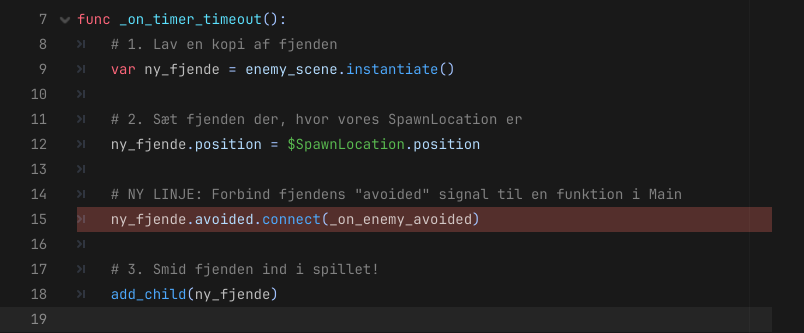 7 func _on_timer_timeout():
8 # 1. Lav en kopi af fjenden
9 var ny_fjende = enemy_scene.instantiate()
10
11 # 2. Sæt fjenden der, hvor vores SpawnLocation er
12 ny_fjende.position = $SpawnLocation.position
13
14 # NY LINJE: Forbind fjendens "avoided" signal til en funktion i Main
15 ny_fjende.avoided.connect(_on_enemy_avoided)
16
17 # 3. Smid fjenden ind i spillet!
18 add_child(ny_fjende)
19